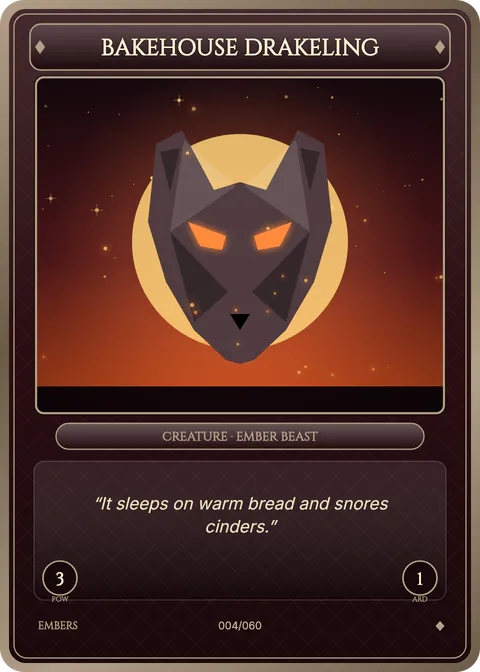 BAKEHOUSE DRAKELING
CREATURE · EMBER BEAST
“It sleeps on warm bread and snores
cinders.”
3
POW
1
ARD
EMBERS
004/060